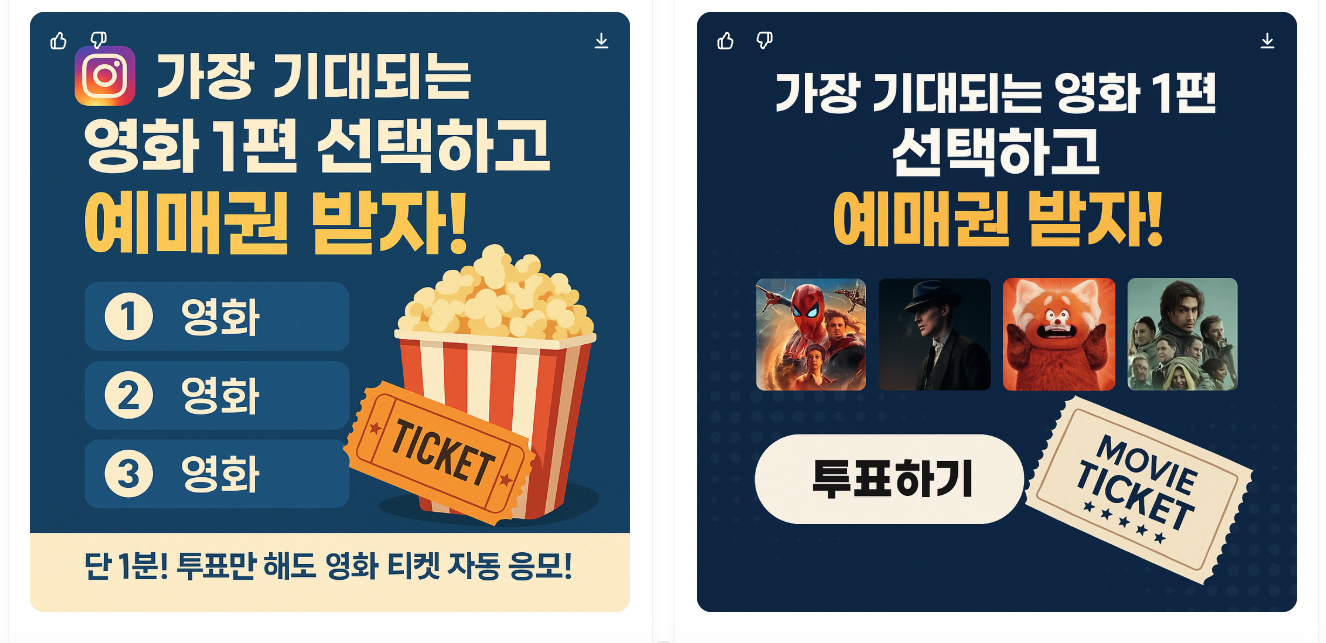 가장 기대되는
영화 1편 선택하고
예매권 받자!
1 영화
2 영화
3 영화
TICKET
단 1분! 투표만 해도 영화 티켓 자동 응모!
가장 기대되는 영화 1편
선택하고
예매권 받자!
투표하기
MOVIE
TICKET